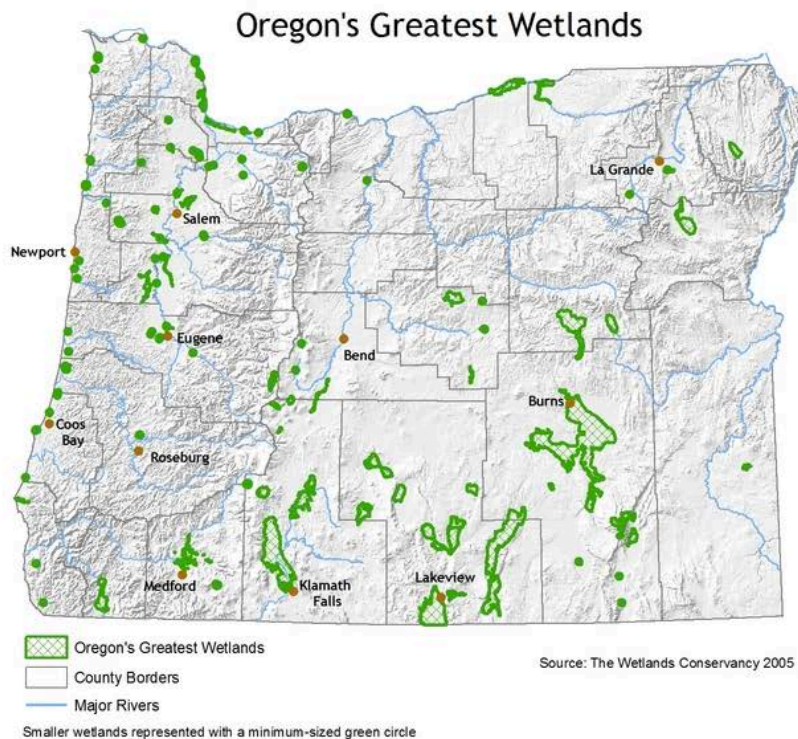 Oregon's Greatest Wetlands
La Grande
Salem
Newport
Eugene
Bend
Burns
Coos
Bay
Roseburg
Medford
Klamath
Falls
Lakeview
Oregon's Greatest Wetlands
County Borders
Major Rivers
Source: The Wetlands Conservancy 2005
Smaller wetlands represented with a minimum-sized green circle